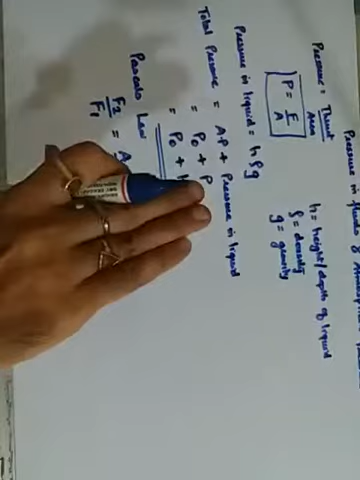 Pressure in fluids & Atmospheric
Pressure = Thrust / Area
P = F / A
h = height/depth of liquid
ρ = density
g = gravity
Pressure in liquid = hρg
Total Pressure = AP + Pressure in liquid
= P₀ + P
= P₀ +
Pascals Law
F2 / F1 = A